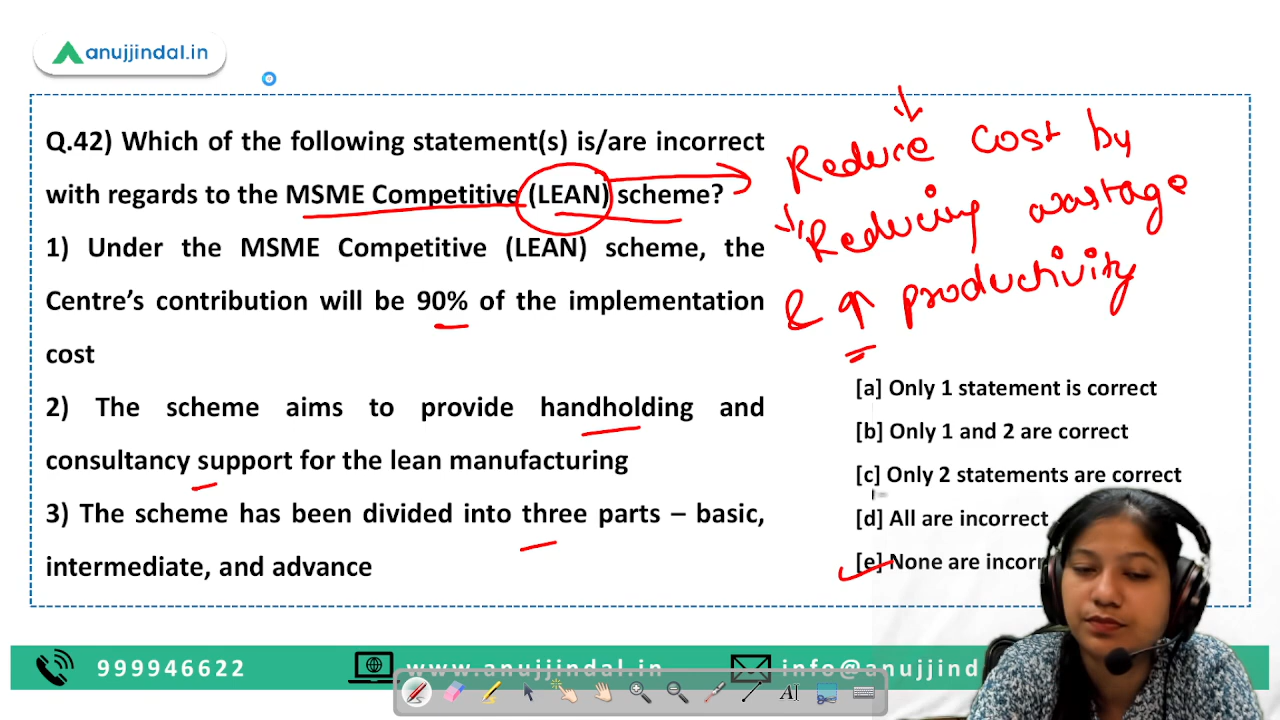 anujjindal.in
Q.42) Which of the following statement(s) is/are incorrect
with regards to the MSME Competitive (LEAN) scheme?
1) Under the MSME Competitive (LEAN) scheme, the
Centre's contribution will be 90% of the implementation
cost
2) The scheme aims to provide handholding and
consultancy support for the lean manufacturing
3) The scheme has been divided into three parts – basic,
intermediate, and advance
Reduce cost by
Reducing wastage
& ↑ productivity
[a] Only 1 statement is correct
[b] Only 1 and 2 are correct
[c] Only 2 statements are correct
[d] All are incorrect
[e] None are
999946622
www.anujjindal.in
info@anujjind